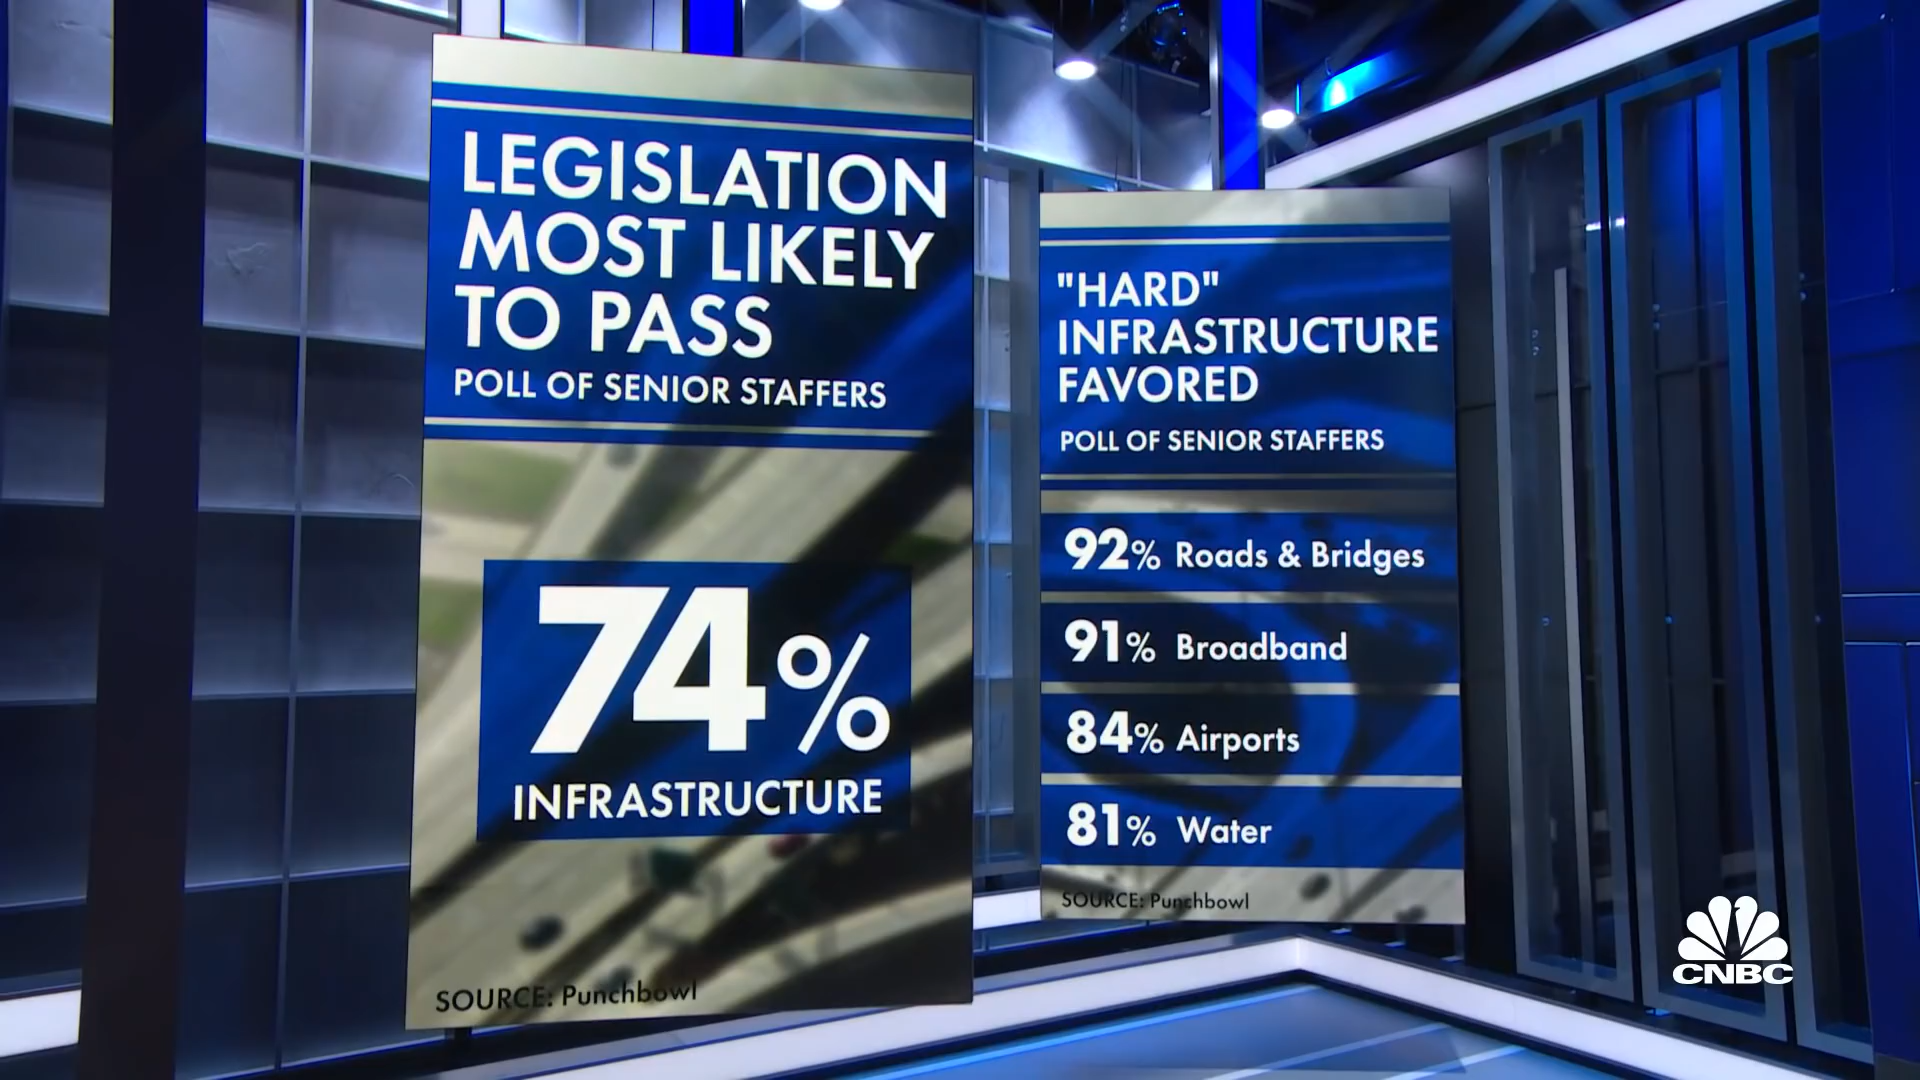 LEGISLATION
MOST LIKELY
TO PASS
POLL OF SENIOR STAFFERS
74%
INFRASTRUCTURE
SOURCE: Punchbowl
"HARD"
INFRASTRUCTURE
FAVORED
POLL OF SENIOR STAFFERS
92% Roads & Bridges
91% Broadband
84% Airports
81% Water
SOURCE: Punchbowl
CNBC